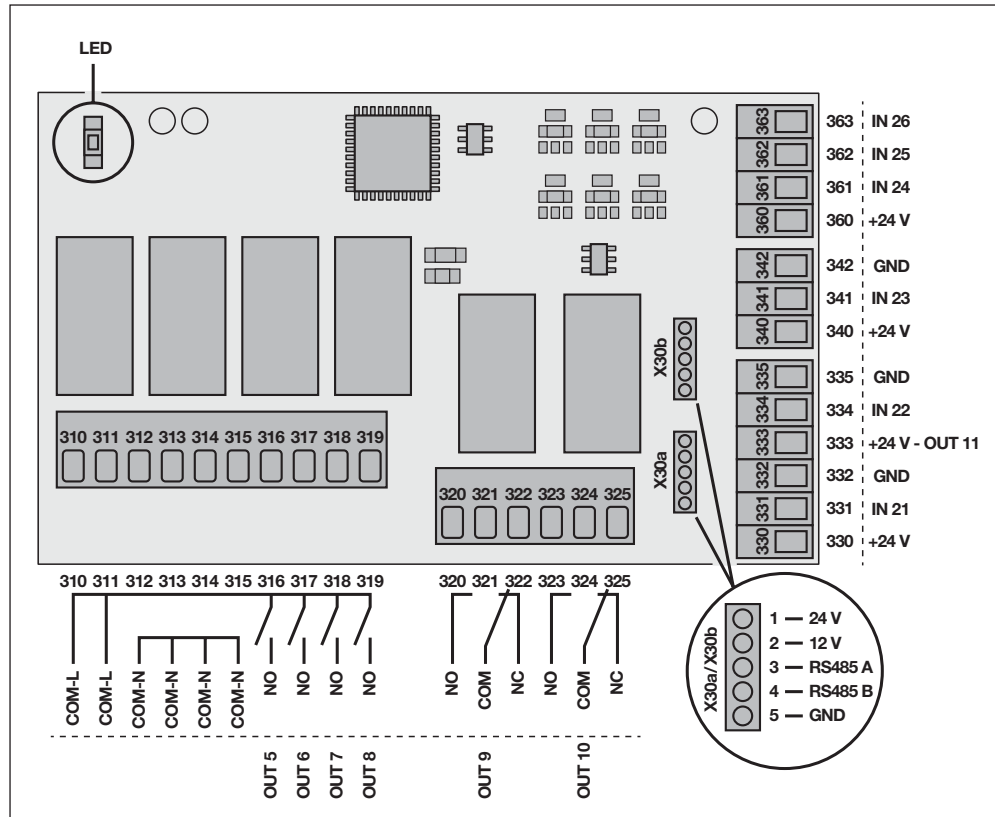 LED
363 363 IN 26
362 362 IN 25
361 361 IN 24
360 360 +24 V
342 342 GND
341 341 IN 23
340 340 +24 V
X30b
335 335 GND
334 334 IN 22
333 333 +24 V - OUT 11
332 332 GND
331 331 IN 21
330 330 +24 V
X30a
310 311 312 313 314 315 316 317 318 319
320 321 322 323 324 325
310 311 312 313 314 315 316 317 318 319
320 321 322 323 324 325
COM-L COM-L COM-N COM-N COM-N COM-N NO NO NO NO
NO COM NC NO COM NC
OUT 5 OUT 6 OUT 7 OUT 8
OUT 9 OUT 10
X30a/X30b
1 — 24 V
2 — 12 V
3 — RS485 A
4 — RS485 B
5 — GND